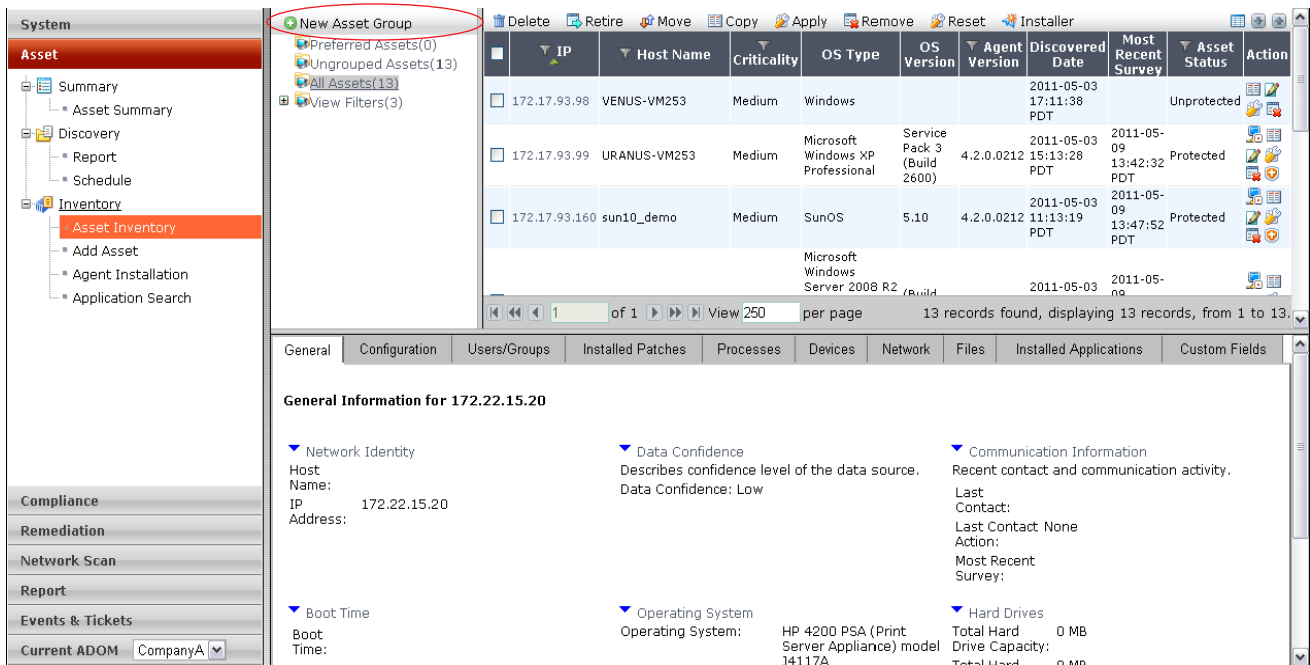 System
Asset
Summary
Asset Summary
Discovery
Report
Schedule
Inventory
Asset Inventory
Add Asset
Agent Installation
Application Search
Compliance
Remediation
Network Scan
Report
Events & Tickets
Current ADOM CompanyA
New Asset Group
Preferred Assets(0)
Ungrouped Assets(13)
All Assets(13)
View Filters(3)
Delete Retire Move Copy Apply Remove Reset Installer
IP Host Name Criticality OS Type OS Version Agent Version Discovered Date Most Recent Survey Asset Status Action
172.17.93.98 VENUS-VM253 Medium Windows 2011-05-03 17:11:38 PDT Unprotected
172.17.93.99 URANUS-VM253 Medium Microsoft Windows XP Professional Service Pack 3 (Build 2600) 4.2.0.0212 2011-05-03 15:13:28 PDT 2011-05-09 13:42:32 PDT Protected
172.17.93.160 sun10_demo Medium SunOS 5.10 4.2.0.0212 2011-05-03 11:13:19 PDT 2011-05-09 13:47:52 PDT Protected
Microsoft Windows Server 2008 R2 (Build 2011-05-03 2011-05-09
1 of 1 View 250 per page 13 records found, displaying 13 records, from 1 to 13.
General Configuration Users/Groups Installed Patches Processes Devices Network Files Installed Applications Custom Fields
General Information for 172.22.15.20
Network Identity
Host Name:
IP Address: 172.22.15.20
Data Confidence
Describes confidence level of the data source.
Data Confidence: Low
Communication Information
Recent contact and communication activity.
Last Contact:
Last Contact Action: None
Most Recent Survey:
Boot Time
Boot Time:
Operating System
Operating System: HP 4200 PSA (Print Server Appliance) model J4117A
Hard Drives
Total Hard Drive Capacity: 0 MB
Total Hard 0 MB